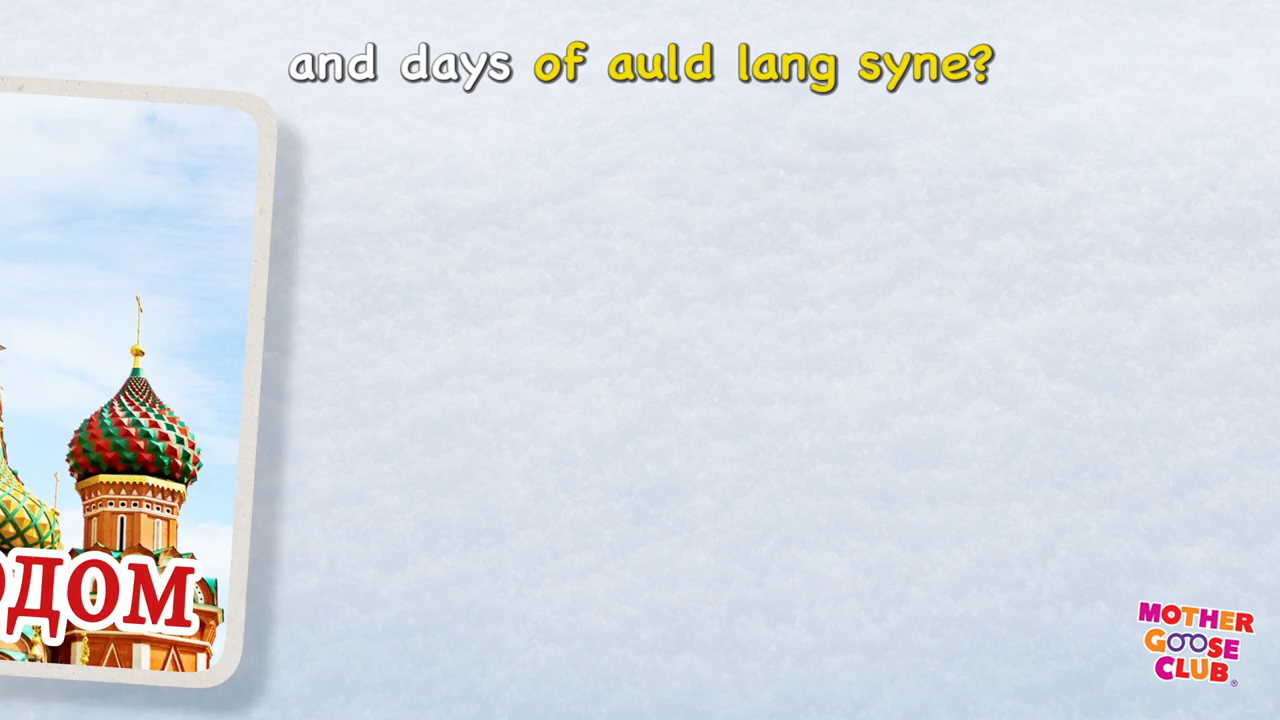 and days of auld lang syne?
ДОМ
MOTHER
GOOSE
CLUB